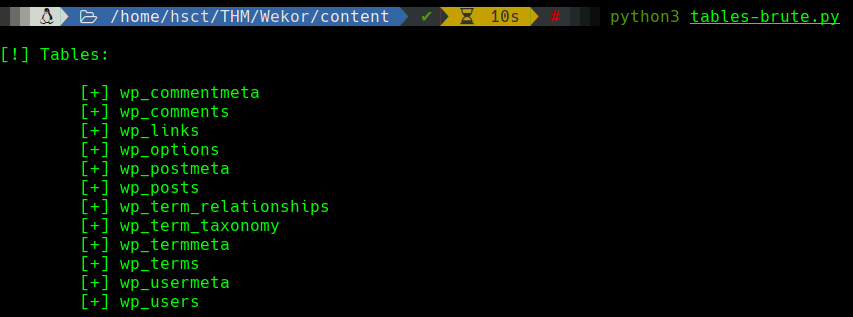 /home/hsct/THM/Wekor/content ✔ 10s # python3 tables-brute.py
[!] Tables:
[+] wp_commentmeta
[+] wp_comments
[+] wp_links
[+] wp_options
[+] wp_postmeta
[+] wp_posts
[+] wp_term_relationships
[+] wp_term_taxonomy
[+] wp_termmeta
[+] wp_terms
[+] wp_usermeta
[+] wp_users